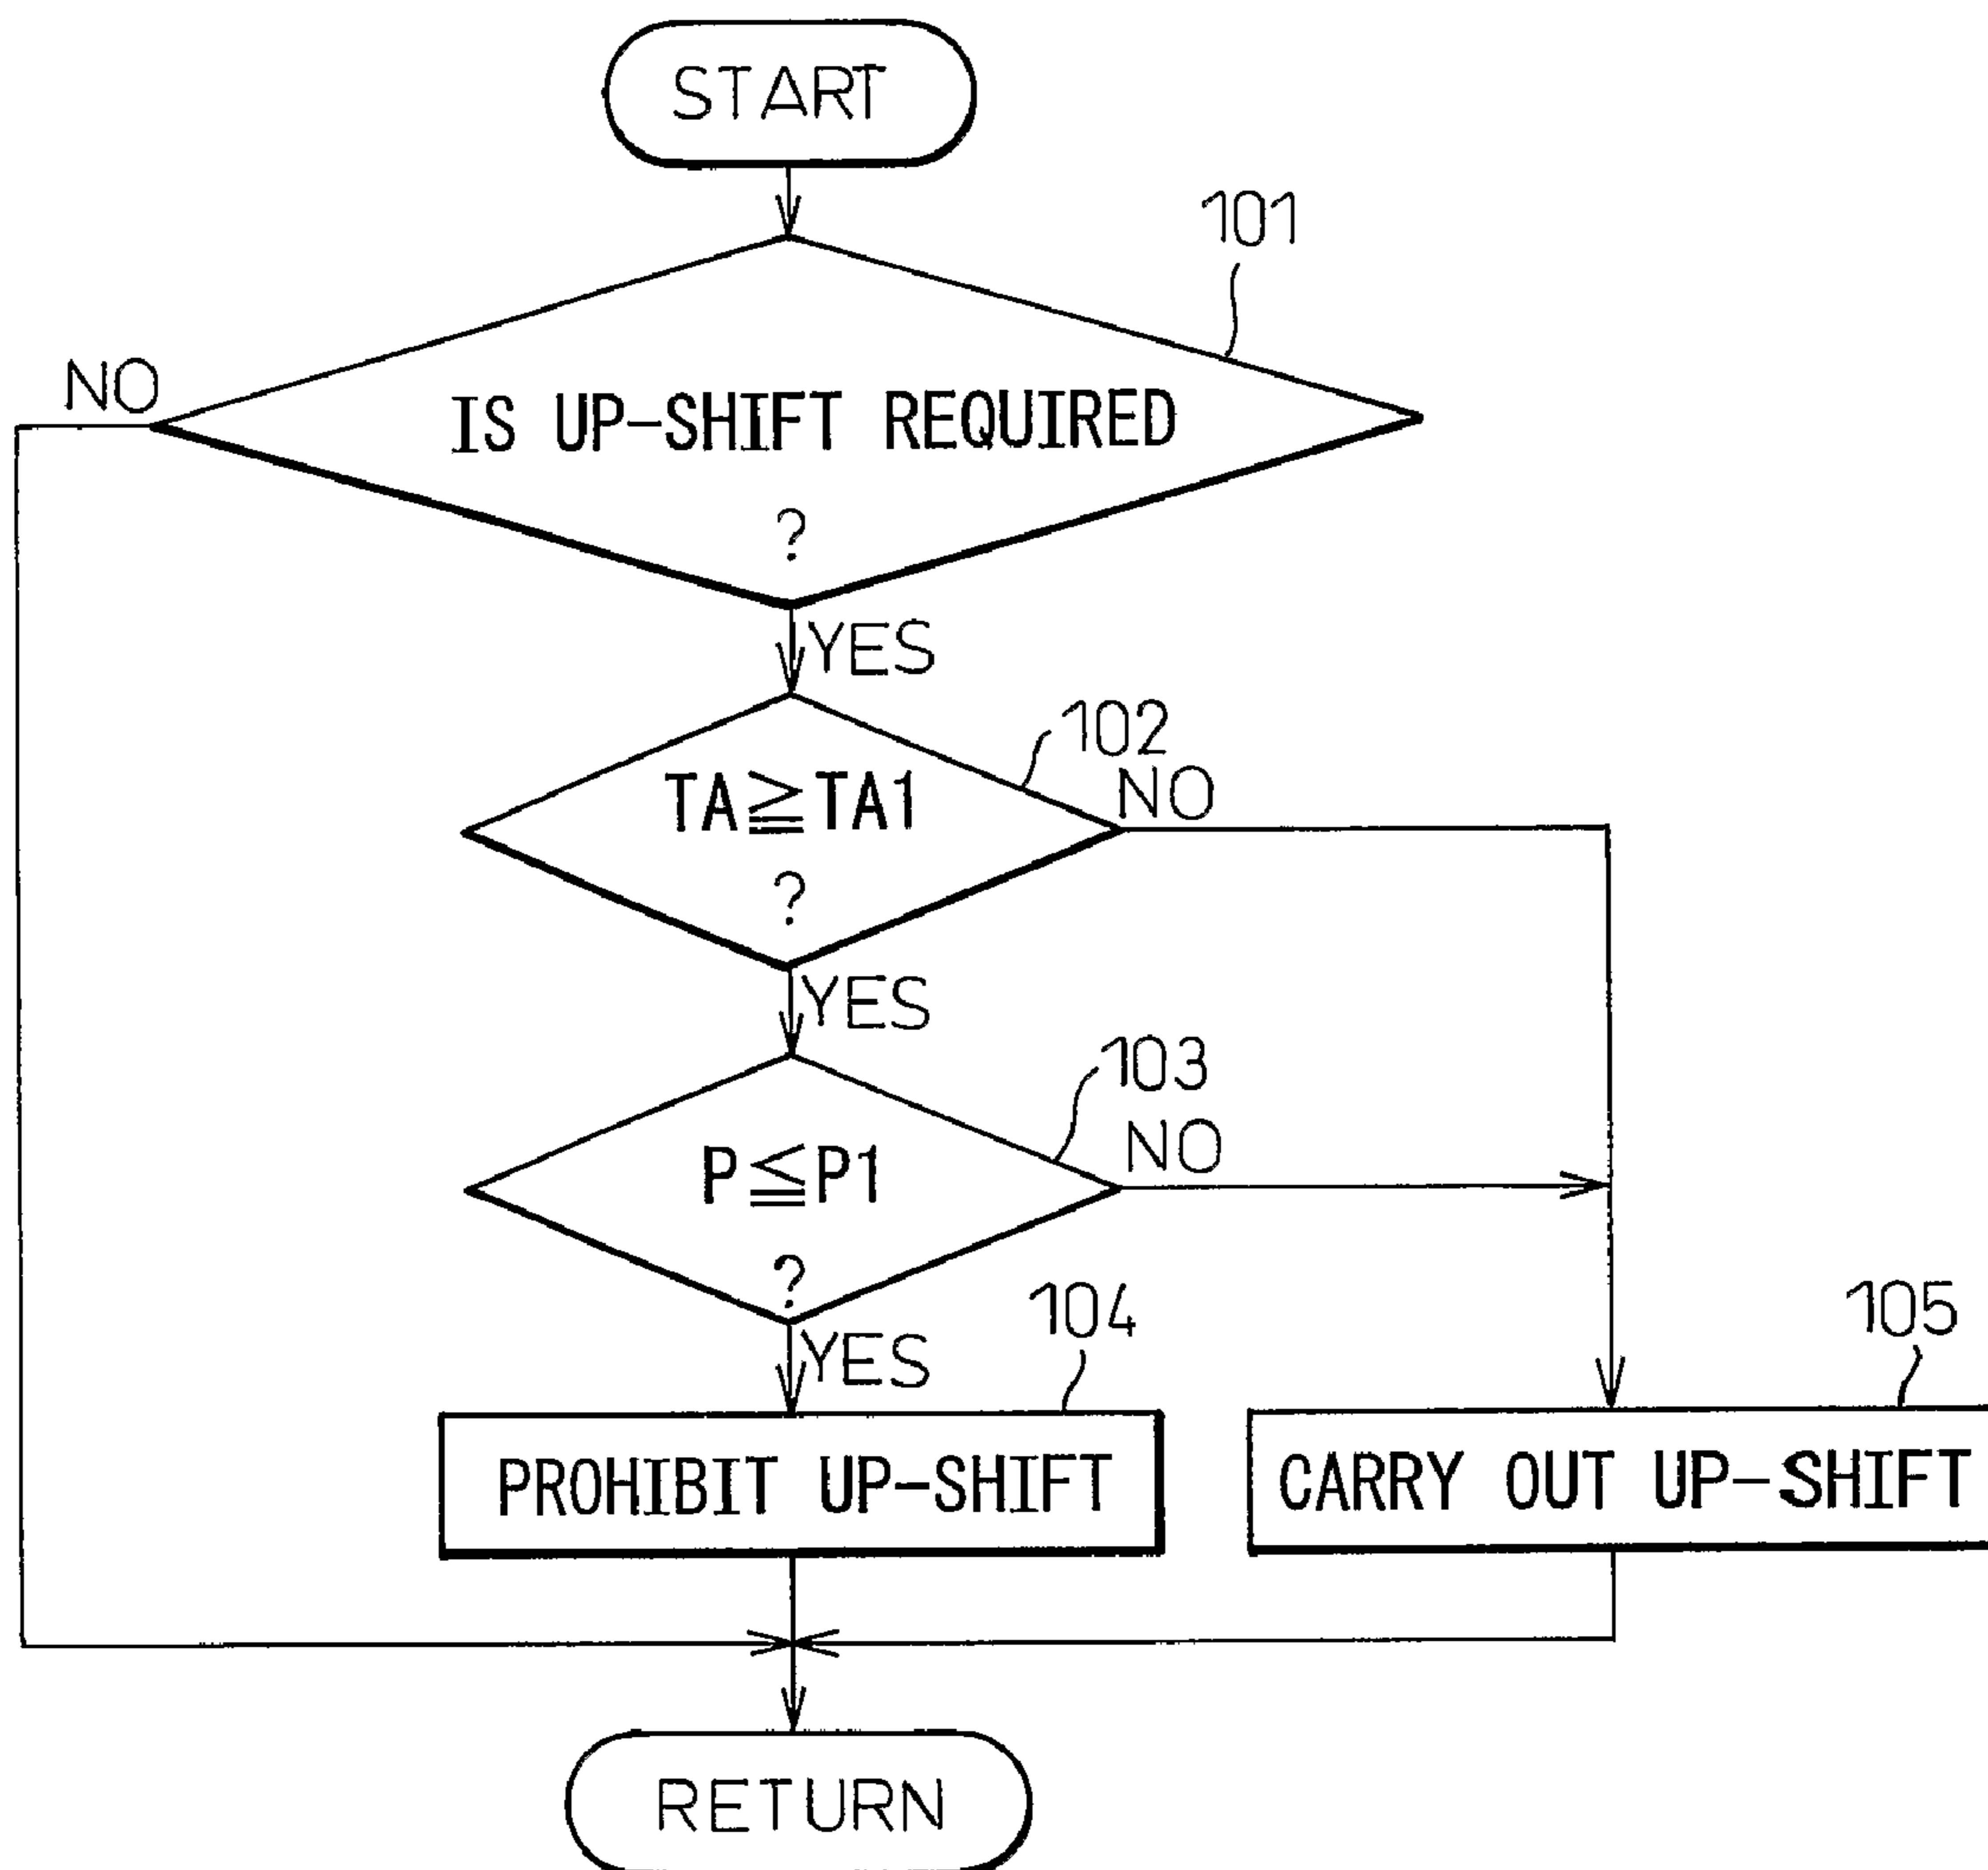 START
101
NO
IS UP-SHIFT REQUIRED
?
YES
102
NO
TA≧TA1
?
YES
103
NO
P≦P1
?
YES
104
105
PROHIBIT UP-SHIFT
CARRY OUT UP-SHIFT
RETURN